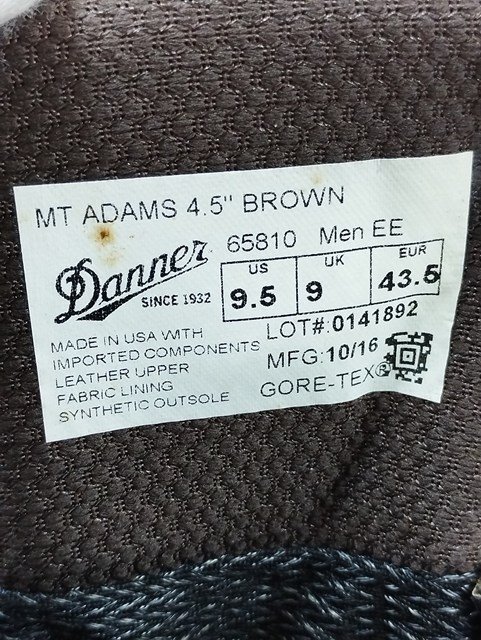 MT ADAMS 4.5" BROWN
Danner
SINCE 1932
65810 Men EE
US UK EUR
9.5 9 43.5
LOT#:0141892
MFG:10/16
GORE-TEX®
MADE IN USA WITH
IMPORTED COMPONENTS
LEATHER UPPER
FABRIC LINING
SYNTHETIC OUTSOLE